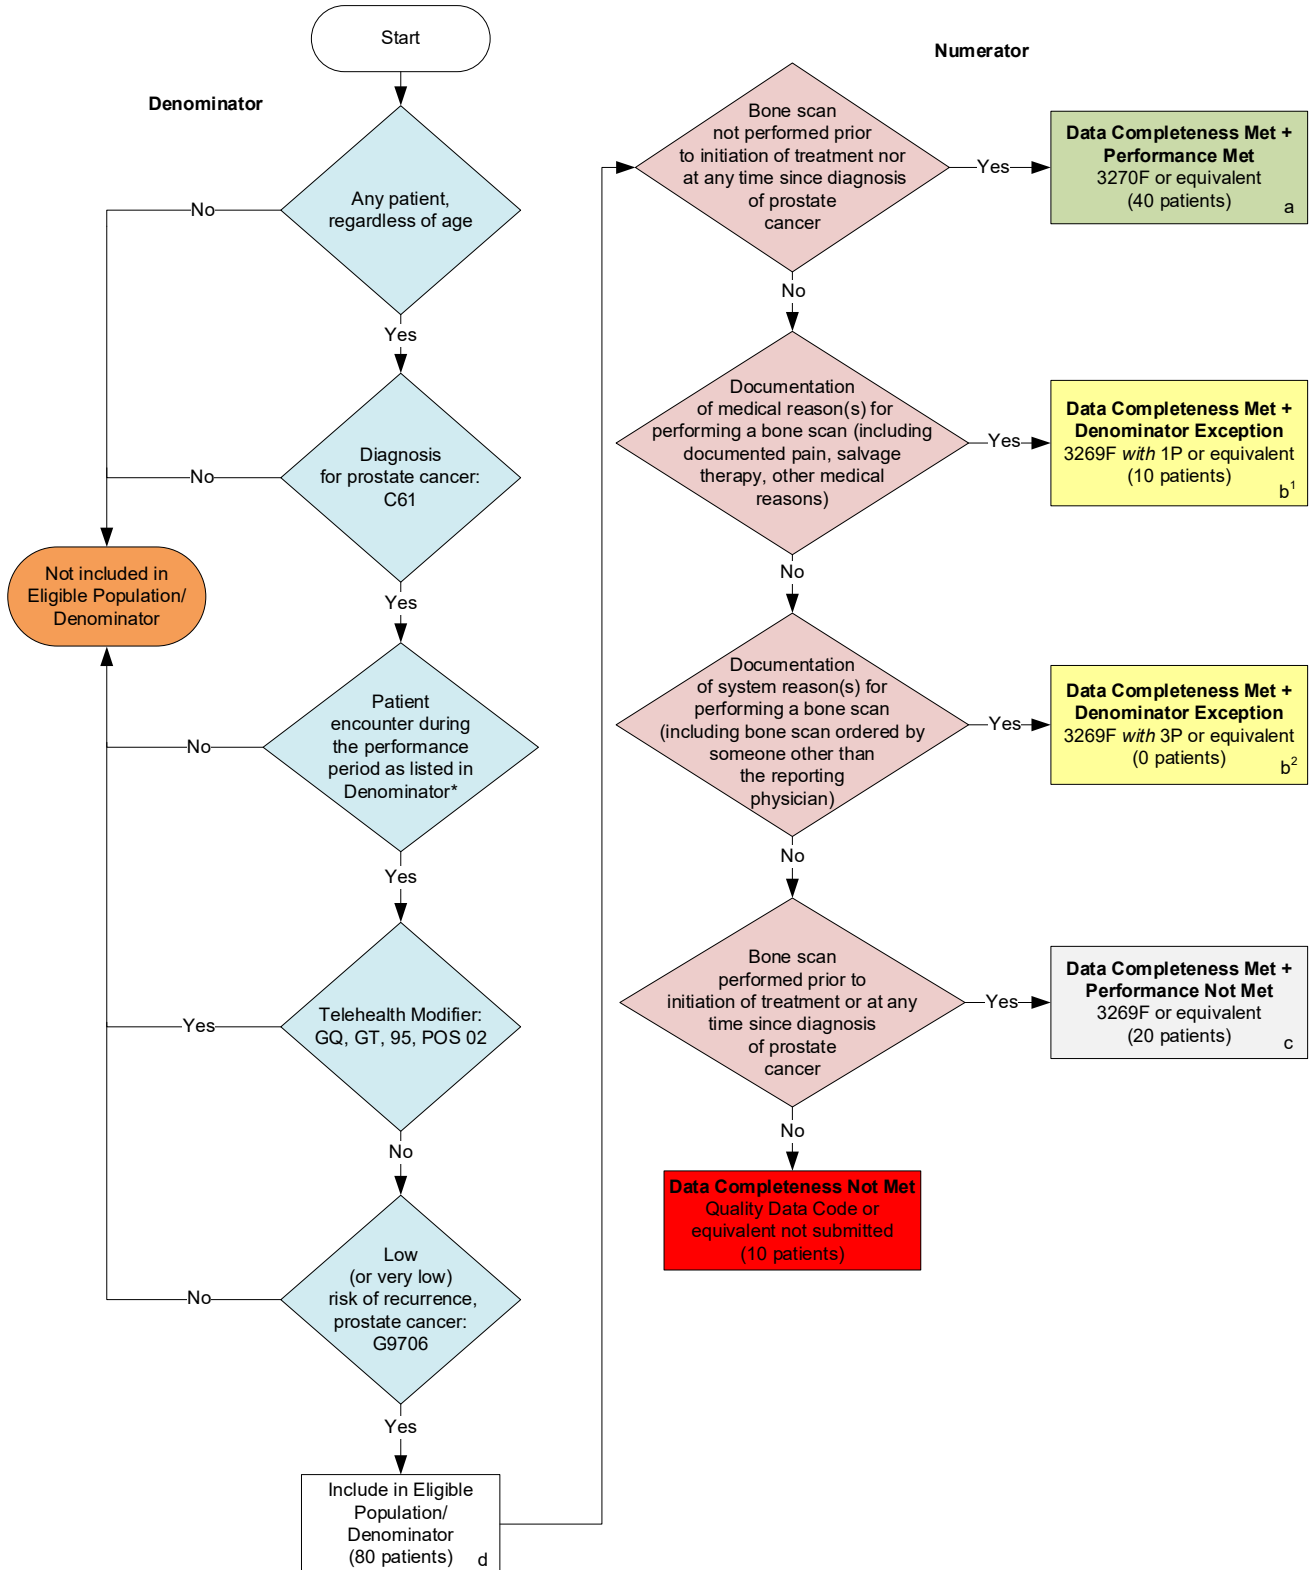 Start
Denominator
Any patient,
regardless of age
No
Yes
Diagnosis
for prostate cancer:
C61
No
Not included in
Eligible Population/
Denominator
Yes
Patient
encounter during
the performance
period as listed in
Denominator*
No
Yes
Telehealth Modifier:
GQ, GT, 95, POS 02
Yes
No
Low
(or very low)
risk of recurrence,
prostate cancer:
G9706
No
Yes
Include in Eligible
Population/
Denominator
(80 patients)
d
Numerator
Bone scan
not performed prior
to initiation of treatment nor
at any time since diagnosis
of prostate
cancer
Yes
Data Completeness Met +
Performance Met
3270F or equivalent
(40 patients)
a
No
Documentation
of medical reason(s) for
performing a bone scan (including
documented pain, salvage
therapy, other medical
reasons)
Yes
Data Completeness Met +
Denominator Exception
3269F with 1P or equivalent
(10 patients)
b¹
No
Documentation
of system reason(s) for
performing a bone scan
(including bone scan ordered by
someone other than
the reporting
physician)
Yes
Data Completeness Met +
Denominator Exception
3269F with 3P or equivalent
(0 patients)
b²
No
Bone scan
performed prior to
initiation of treatment or at any
time since diagnosis
of prostate
cancer
Yes
Data Completeness Met +
Performance Not Met
3269F or equivalent
(20 patients)
c
No
Data Completeness Not Met
Quality Data Code or
equivalent not submitted
(10 patients)